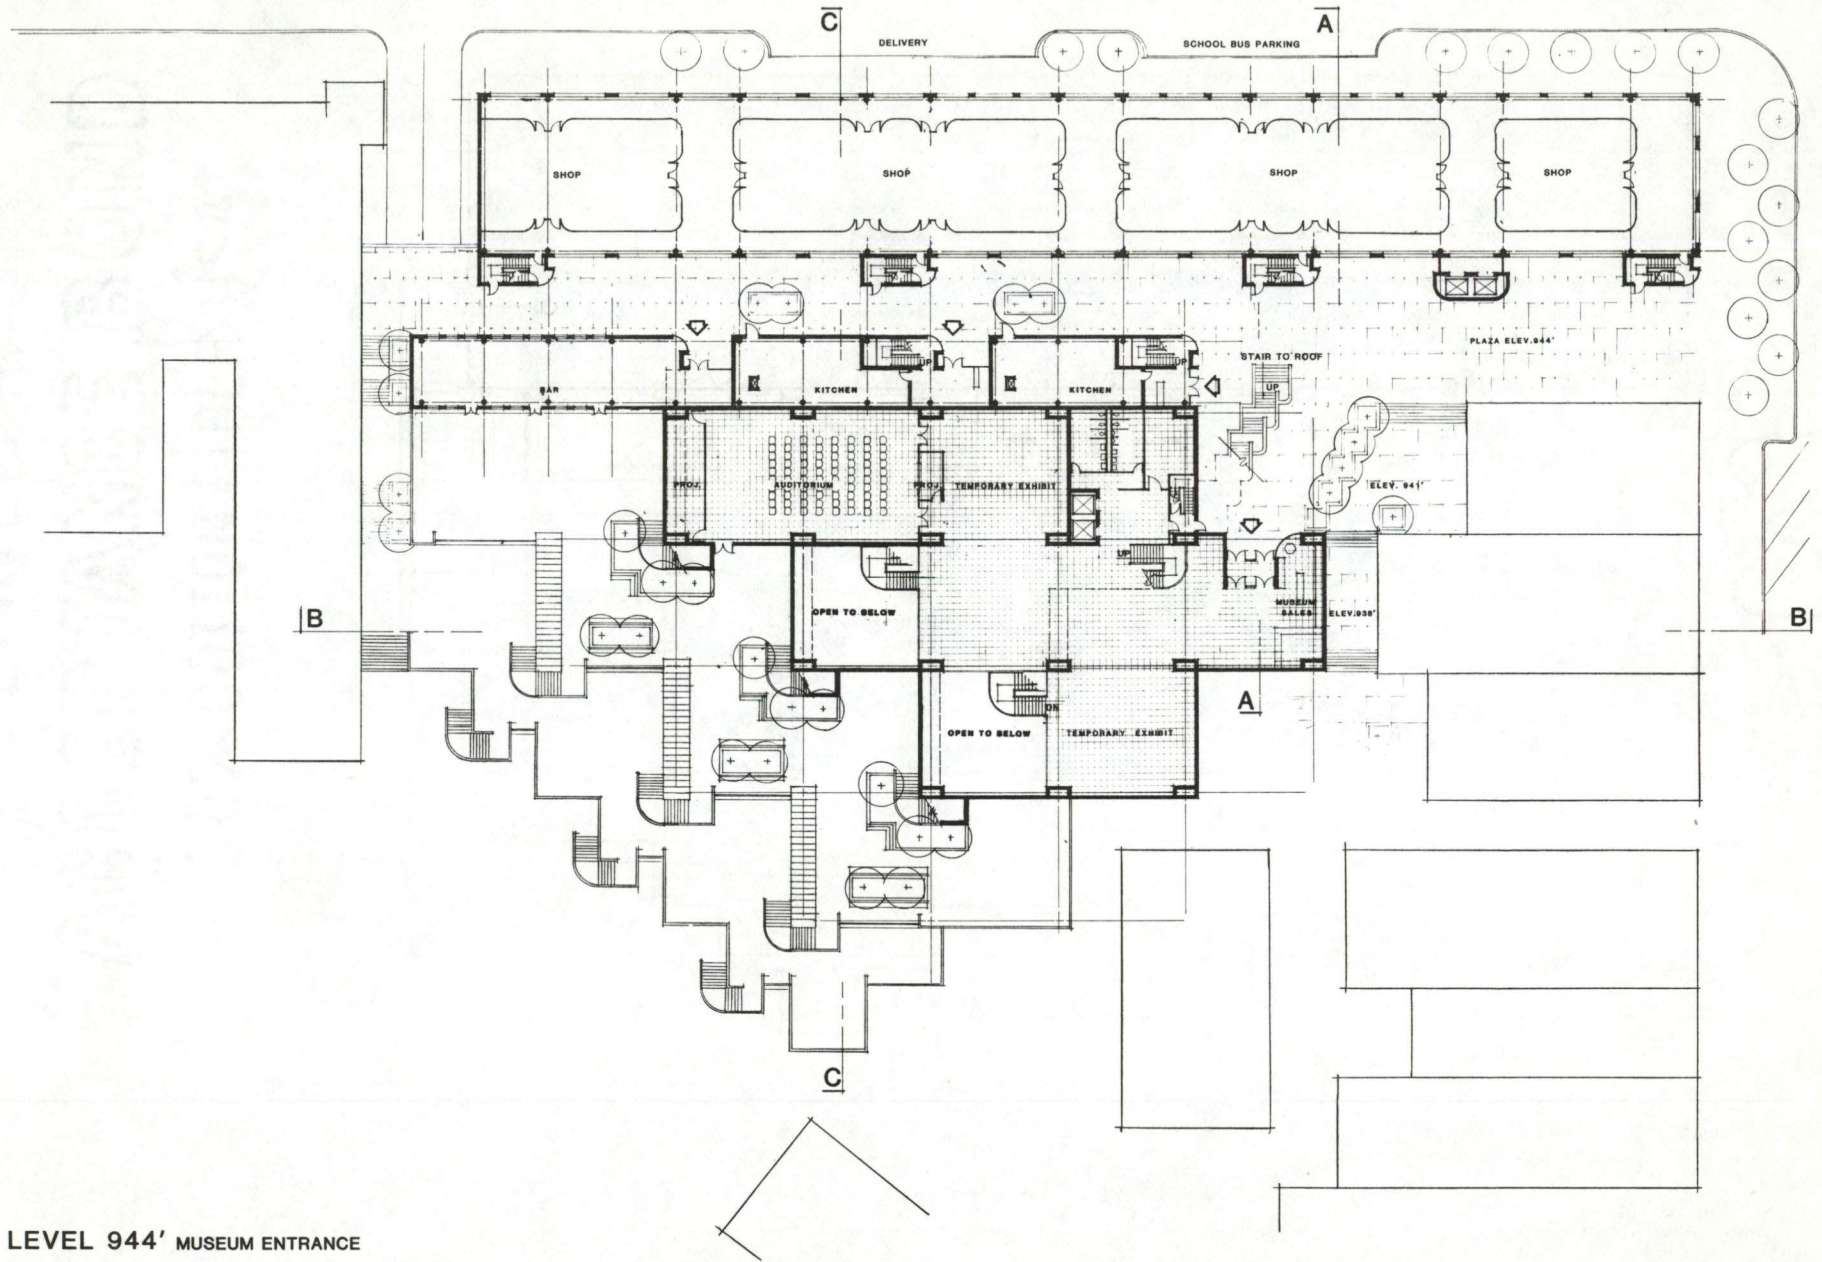 C
A
DELIVERY
SCHOOL BUS PARKING
SHOP
SHOP
SHOP
SHOP
PLAZA ELEV.944'
STAIR TO ROOF
UP
UP
UP
BAR
KITCHEN
KITCHEN
PROJ.
AUDITORIUM
PROJ.
TEMPORARY EXHIBIT
ELEV. 941'
UP
OPEN TO BELOW
MUSEUM
SALES
ELEV.938'
B
B
A
DN
OPEN TO BELOW
TEMPORARY EXHIBIT
C
LEVEL 944' MUSEUM ENTRANCE